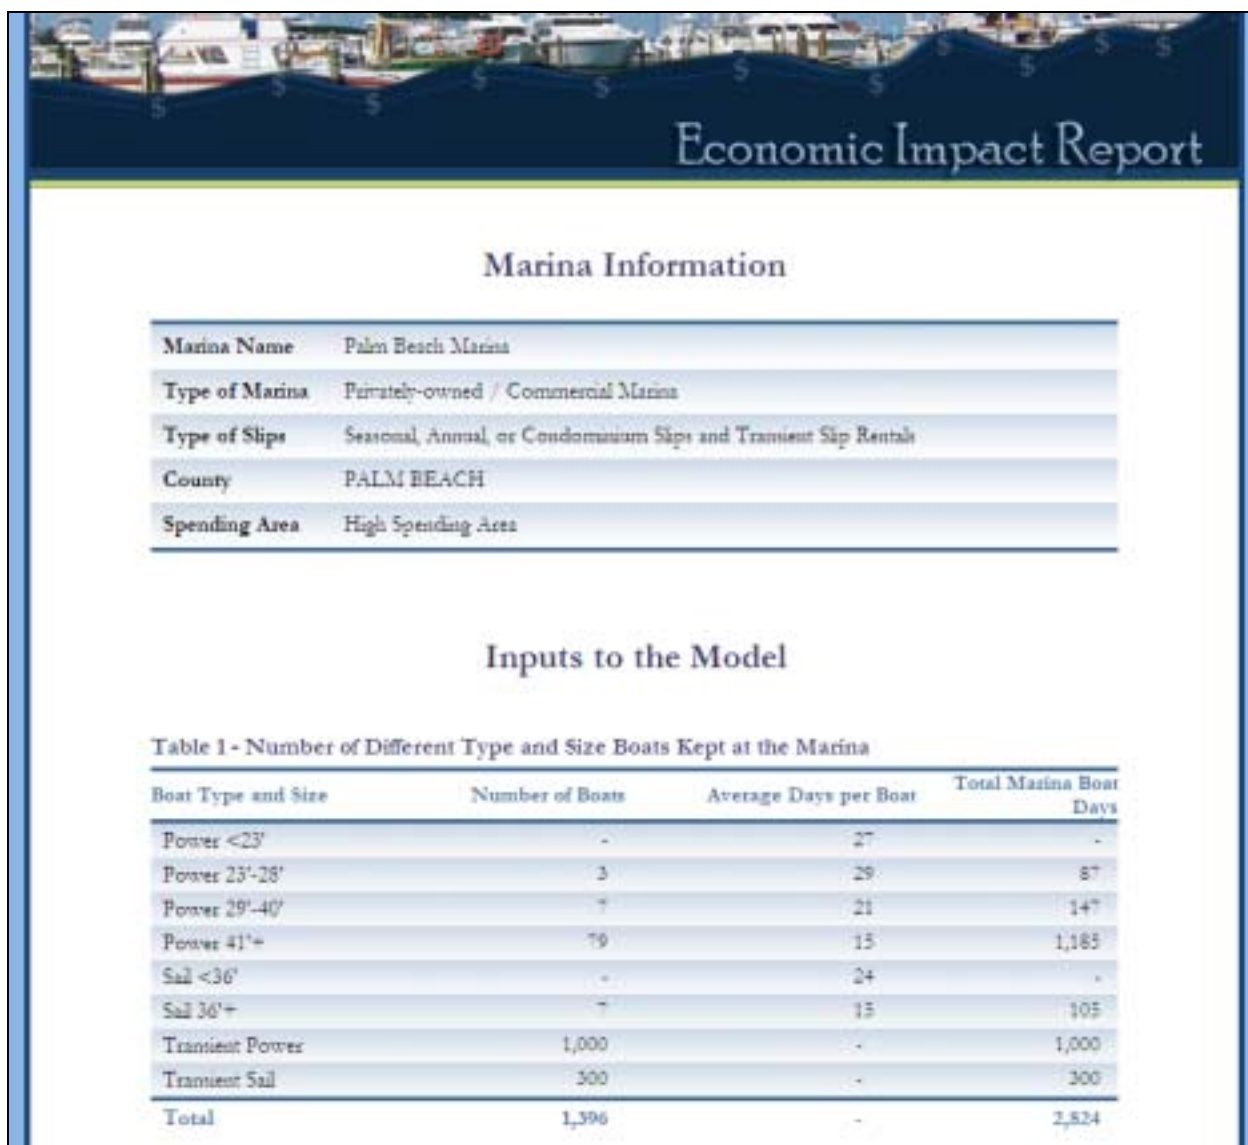 Economic Impact Report
Marina Information
Marina Name Palm Beach Marina
Type of Marina Privately-owned / Commercial Marina
Type of Slips Seasonal, Annual, or Condominium Slips and Transient Slip Rentals
County PALM BEACH
Spending Area High Spending Area
Inputs to the Model
Table 1 - Number of Different Type and Size Boats Kept at the Marina
Boat Type and Size Number of Boats Average Days per Boat Total Marina Boat
Days
Power <23' - 27 -
Power 23'-28' 3 29 87
Power 29'-40' 7 21 147
Power 41'+ 79 15 1,185
Sail <36' - 24 -
Sail 36'+ 7 15 105
Transient Power 1,000 - 1,000
Transient Sail 300 - 300
Total 1,396 - 2,824